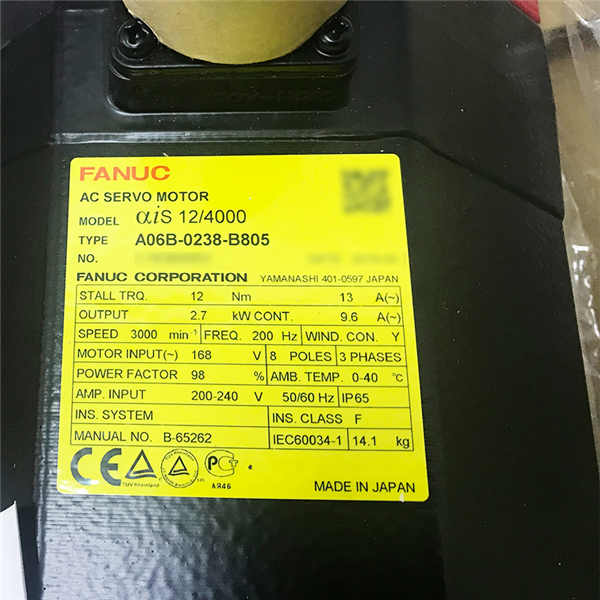 FANUC
AC SERVO MOTOR
MODEL αiS 12/4000
TYPE A06B-0238-B805
NO.
FANUC CORPORATION YAMANASHI 401-0597 JAPAN
STALL TRQ. 12 Nm 13 A(~)
OUTPUT 2.7 kW CONT. 9.6 A(~)
SPEED 3000 min⁻¹ FREQ. 200 Hz WIND. CON. Y
MOTOR INPUT(~) 168 V 8 POLES 3 PHASES
POWER FACTOR 98 % AMB. TEMP. 0-40 °C
AMP. INPUT 200-240 V 50/60 Hz IP65
INS. SYSTEM INS. CLASS F
MANUAL NO. B-65262 IEC60034-1 14.1 kg
CE
TUV Rheinland
AЯ46
MADE IN JAPAN